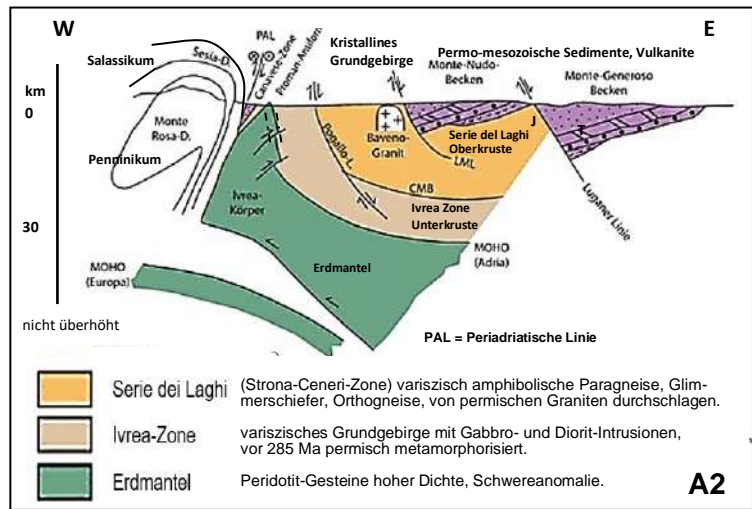 W
E
PAL
Kristallines
Grundgebirge
Permo-mesozoische Sedimente, Vulkanite
Salassikum
Sesia-D.
Canavese-Zone
Proman-Antiform
Monte-Nudo-
Becken
Monte-Generoso
Becken
km
0
Monte
Rosa-D.
Penninikum
Pogallo-L.
Baveno-
Granit
Serie del Laghi
Oberkruste
J
T
LML
CMB
Luganer Linie
Ivrea-
Körper
Ivrea Zone
Unterkruste
30
MOHO
(Adria)
Erdmantel
MOHO
(Europa)
nicht überhöht
PAL = Periadriatische Linie
Serie dei Laghi
(Strona-Ceneri-Zone) variszisch amphibolische Paragneise, Glim-
merschiefer, Orthogneise, von permischen Graniten durchschlagen.
Ivrea-Zone
variszisches Grundgebirge mit Gabbro- und Diorit-Intrusionen,
vor 285 Ma permisch metamorphorisiert.
Erdmantel
Peridotit-Gesteine hoher Dichte, Schwereanomalie.
A2